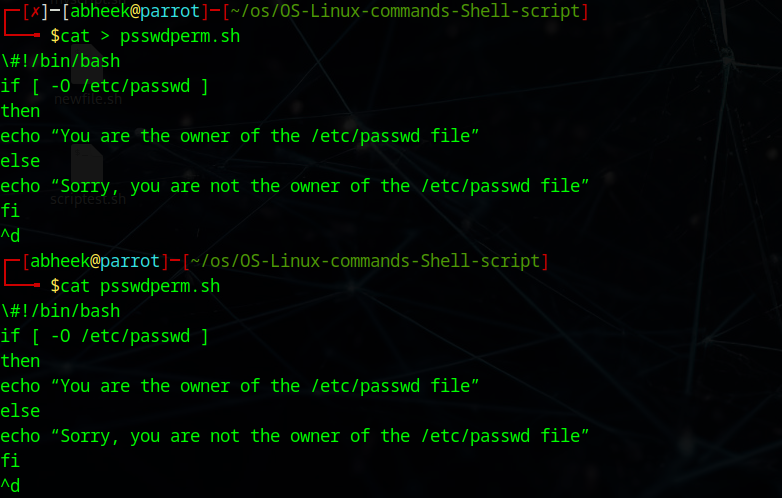 ┌─[✗]─[abheek@parrot]─[~/os/OS-Linux-commands-Shell-script]
└──╼ $cat > psswdperm.sh
\#!/bin/bash
if [ -O /etc/passwd ]
newfile.sh
then
echo “You are the owner of the /etc/passwd file”
else
echo “Sorry, you are not the owner of the /etc/passwd file”
scriptest.sh
fi
^d
┌─[abheek@parrot]─[~/os/OS-Linux-commands-Shell-script]
└──╼ $cat psswdperm.sh
\#!/bin/bash
if [ -O /etc/passwd ]
then
echo “You are the owner of the /etc/passwd file”
else
echo “Sorry, you are not the owner of the /etc/passwd file”
fi
^d